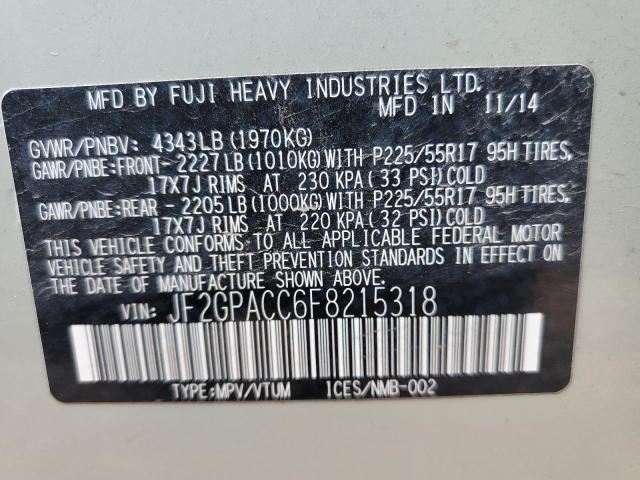 MFD BY FUJI HEAVY INDUSTRIES LTD.
MFD IN 11/14
GVWR/PNBV: 4343LB (1970KG)
GAWR/PNBE:FRONT- 2227LB (1010KG) WITH P225/55R17 95H TIRES,
17X7J RIMS AT 230 KPA (33 PSI) COLD
GAWR/PNBE:REAR - 2205LB (1000KG) WITH P225/55R17 95H TIRES,
17X7J RIMS AT 220 KPA (32 PSI) COLD
THIS VEHICLE CONFORMS TO ALL APPLICABLE FEDERAL MOTOR
VEHICLE SAFETY AND THEFT PREVENTION STANDARDS IN EFFECT ON
THE DATE OF MANUFACTURE SHOWN ABOVE.
VIN: JF2GPACC6F8215318
TYPE:MPV/VTUM ICES/NMB-002